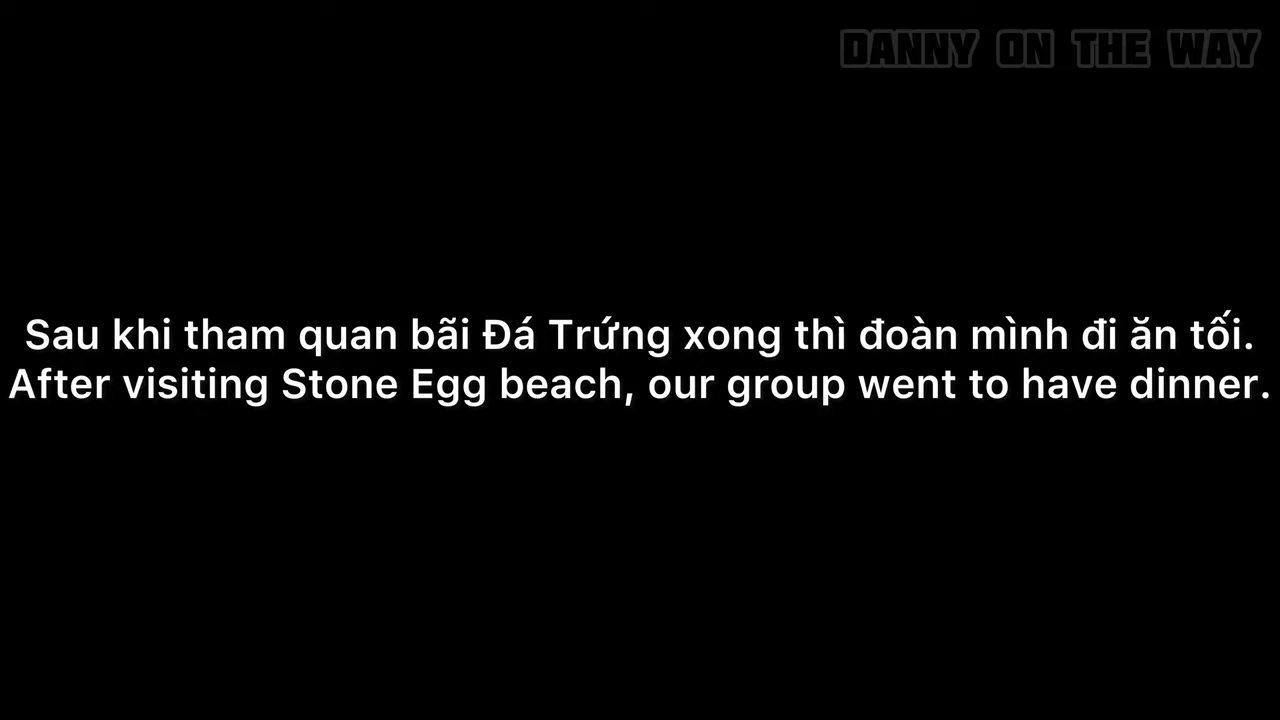 DANNY ON THE WAY
Sau khi tham quan bãi Đá Trứng xong thì đoàn mình đi ăn tối.
After visiting Stone Egg beach, our group went to have dinner.